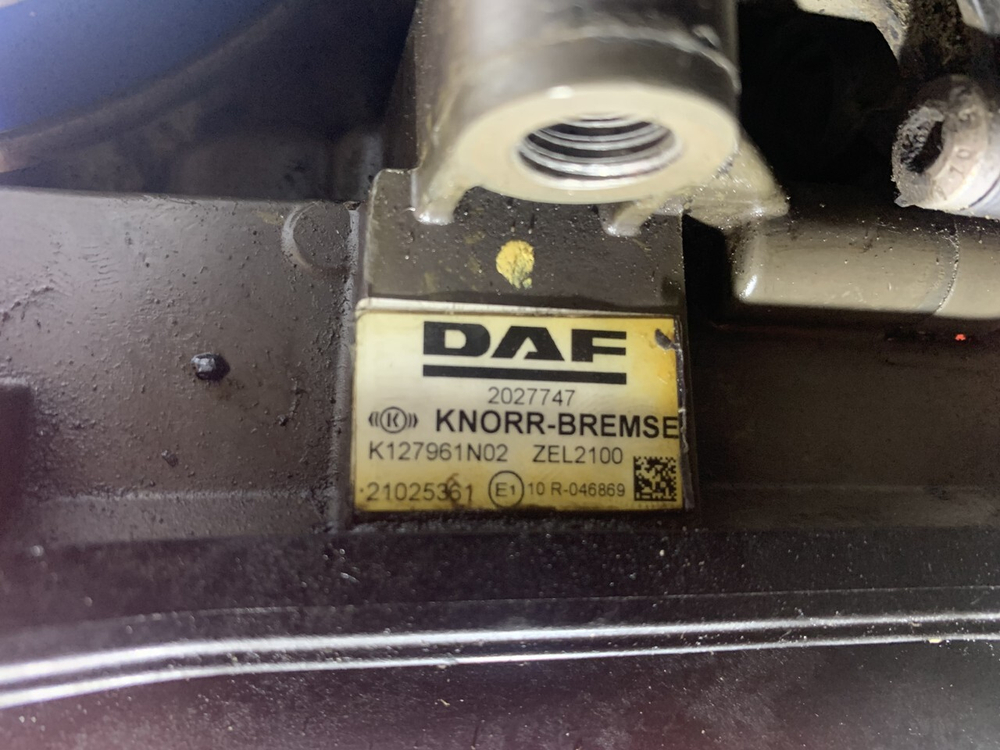 DAF
2027747
K KNORR-BREMSE
K127961N02 ZEL2100
21025361 E1 10 R-046869